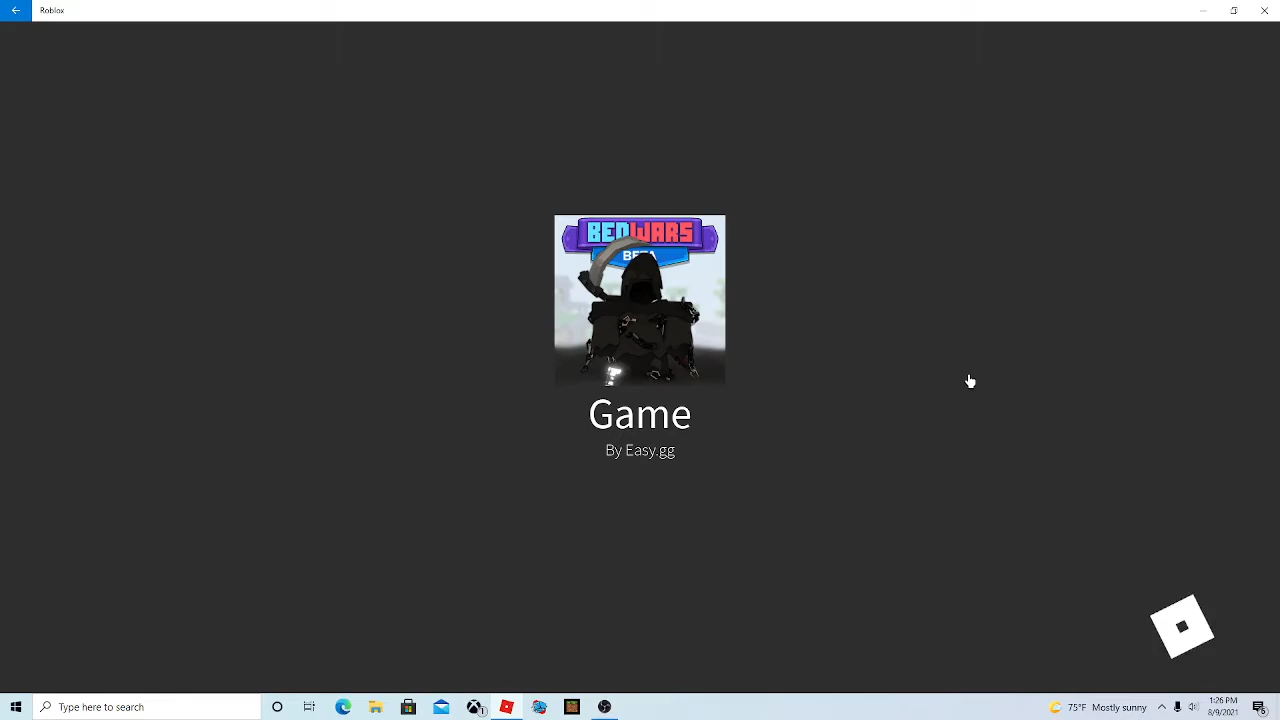 Roblox
BEDWARS
BETA
Game
By Easy.gg
Type here to search
1
75°F Mostly sunny
1:26 PM
8/9/2021